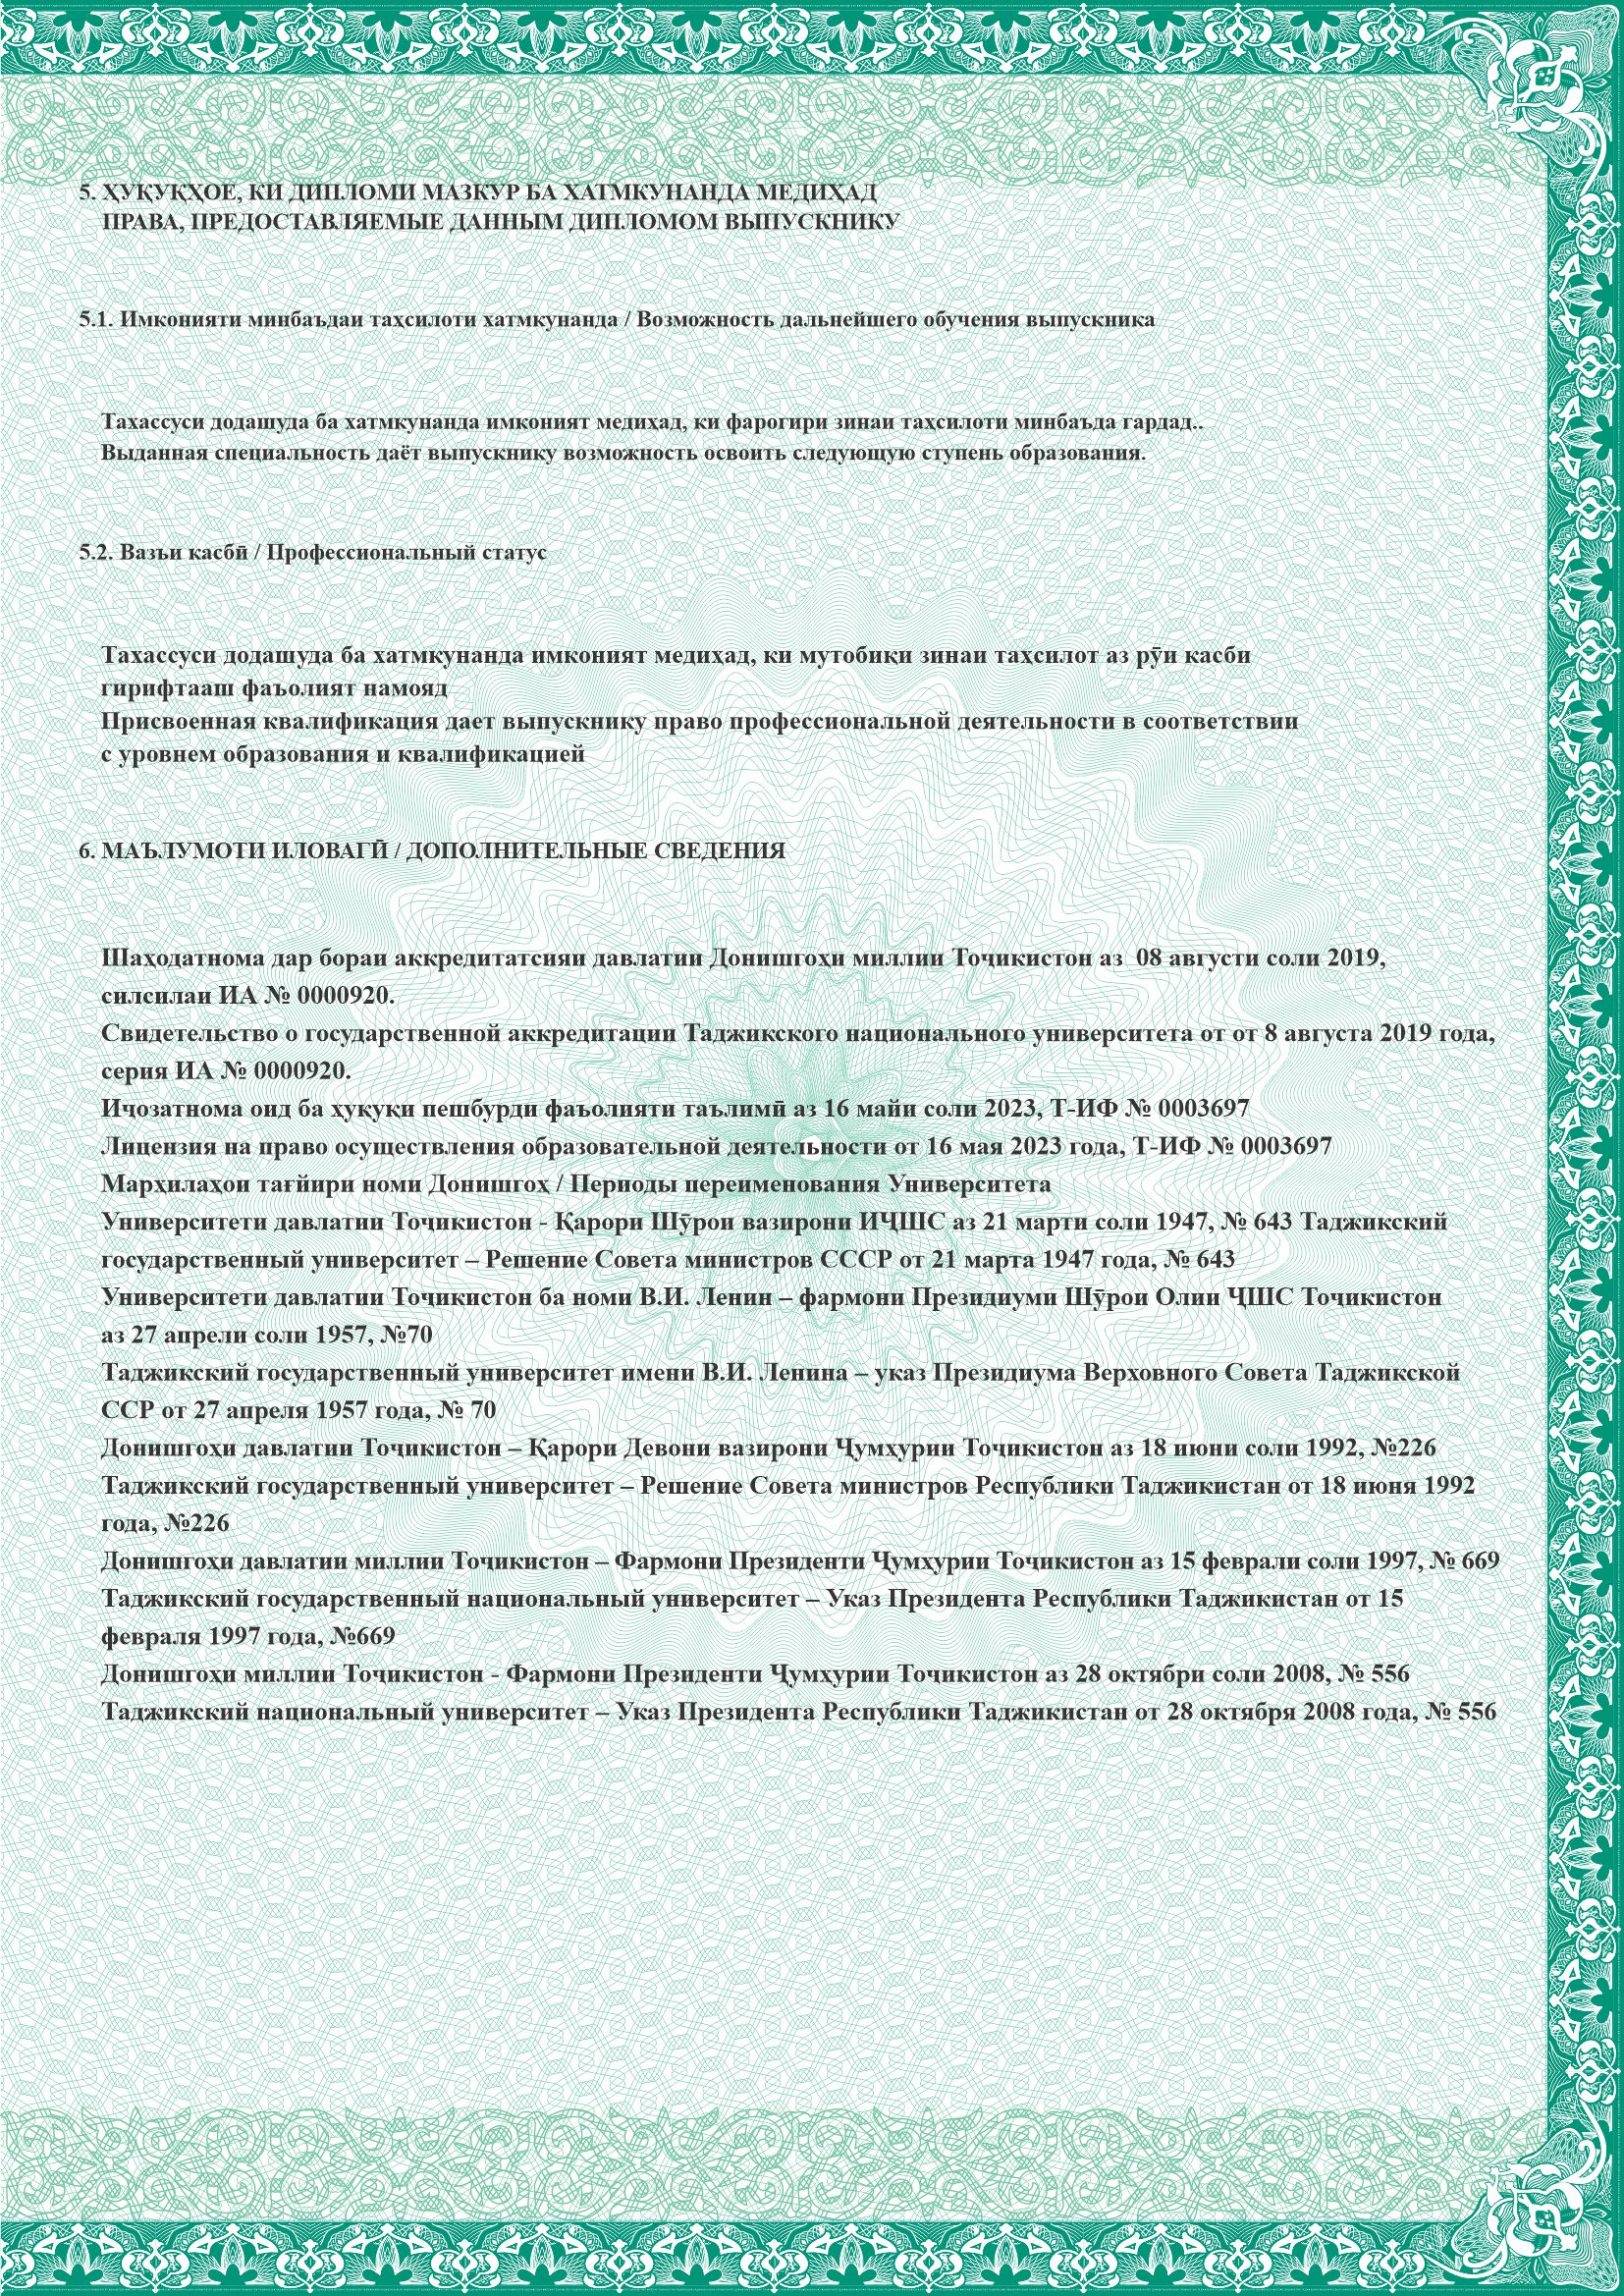 5. ҲУҚУҚҲОЕ, КИ ДИПЛОМИ МАЗКУР БА ХАТМКУНАНДА МЕДИҲАД
ПРАВА, ПРЕДОСТАВЛЯЕМЫЕ ДАННЫМ ДИПЛОМОМ ВЫПУСКНИКУ
5.1. Имконияти минбаъдаи таҳсилоти хатмкунанда / Возможность дальнейшего обучения выпускника
Тахассуси додашуда ба хатмкунанда имконият медиҳад, ки фарогири зинаи таҳсилоти минбаъда гардад..
Выданная специальность даёт выпускнику возможность освоить следующую ступень образования.
5.2. Вазъи касбӣ / Профессиональный статус
Тахассуси додашуда ба хатмкунанда имконият медиҳад, ки мутобиқи зинаи таҳсилот аз рӯи касби
гирифтааш фаъолият намояд
Присвоенная квалификация дает выпускнику право профессиональной деятельности в соответствии
с уровнем образования и квалификацией
6. МАЪЛУМОТИ ИЛОВАГӢ / ДОПОЛНИТЕЛЬНЫЕ СВЕДЕНИЯ
Шаҳодатнома дар бораи аккредитатсияи давлатии Донишгоҳи миллии Тоҷикистон аз 08 августи соли 2019,
силсилаи ИА № 0000920.
Свидетельство о государственной аккредитации Таджикского национального университета от от 8 августа 2019 года,
серия ИА № 0000920.
Иҷозатнома оид ба ҳуқуқи пешбурди фаъолияти таълимӣ аз 16 майи соли 2023, Т-ИФ № 0003697
Лицензия на право осуществления образовательной деятельности от 16 мая 2023 года, Т-ИФ № 0003697
Марҳилаҳои тағйири номи Донишгоҳ / Периоды переименования Университета
Университети давлатии Тоҷикистон - Қарори Шӯрои вазирони ИҶШС аз 21 марти соли 1947, № 643 Таджикский
государственный университет – Решение Совета министров СССР от 21 марта 1947 года, № 643
Университети давлатии Тоҷикистон ба номи В.И. Ленин – фармони Президиуми Шӯрои Олии ҶШС Тоҷикистон
аз 27 апрели соли 1957, №70
Таджикский государственный университет имени В.И. Ленина – указ Президиума Верховного Совета Таджикской
ССР от 27 апреля 1957 года, № 70
Донишгоҳи давлатии Тоҷикистон – Қарори Девони вазирони Ҷумҳурии Тоҷикистон аз 18 июни соли 1992, №226
Таджикский государственный университет – Решение Совета министров Республики Таджикистан от 18 июня 1992
года, №226
Донишгоҳи давлатии миллии Тоҷикистон – Фармони Президенти Ҷумҳурии Тоҷикистон аз 15 феврали соли 1997, № 669
Таджикский государственный национальный университет – Указ Президента Республики Таджикистан от 15
февраля 1997 года, №669
Донишгоҳи миллии Тоҷикистон - Фармони Президенти Ҷумҳурии Тоҷикистон аз 28 октябри соли 2008, № 556
Таджикский национальный университет – Указ Президента Республики Таджикистан от 28 октября 2008 года, № 556